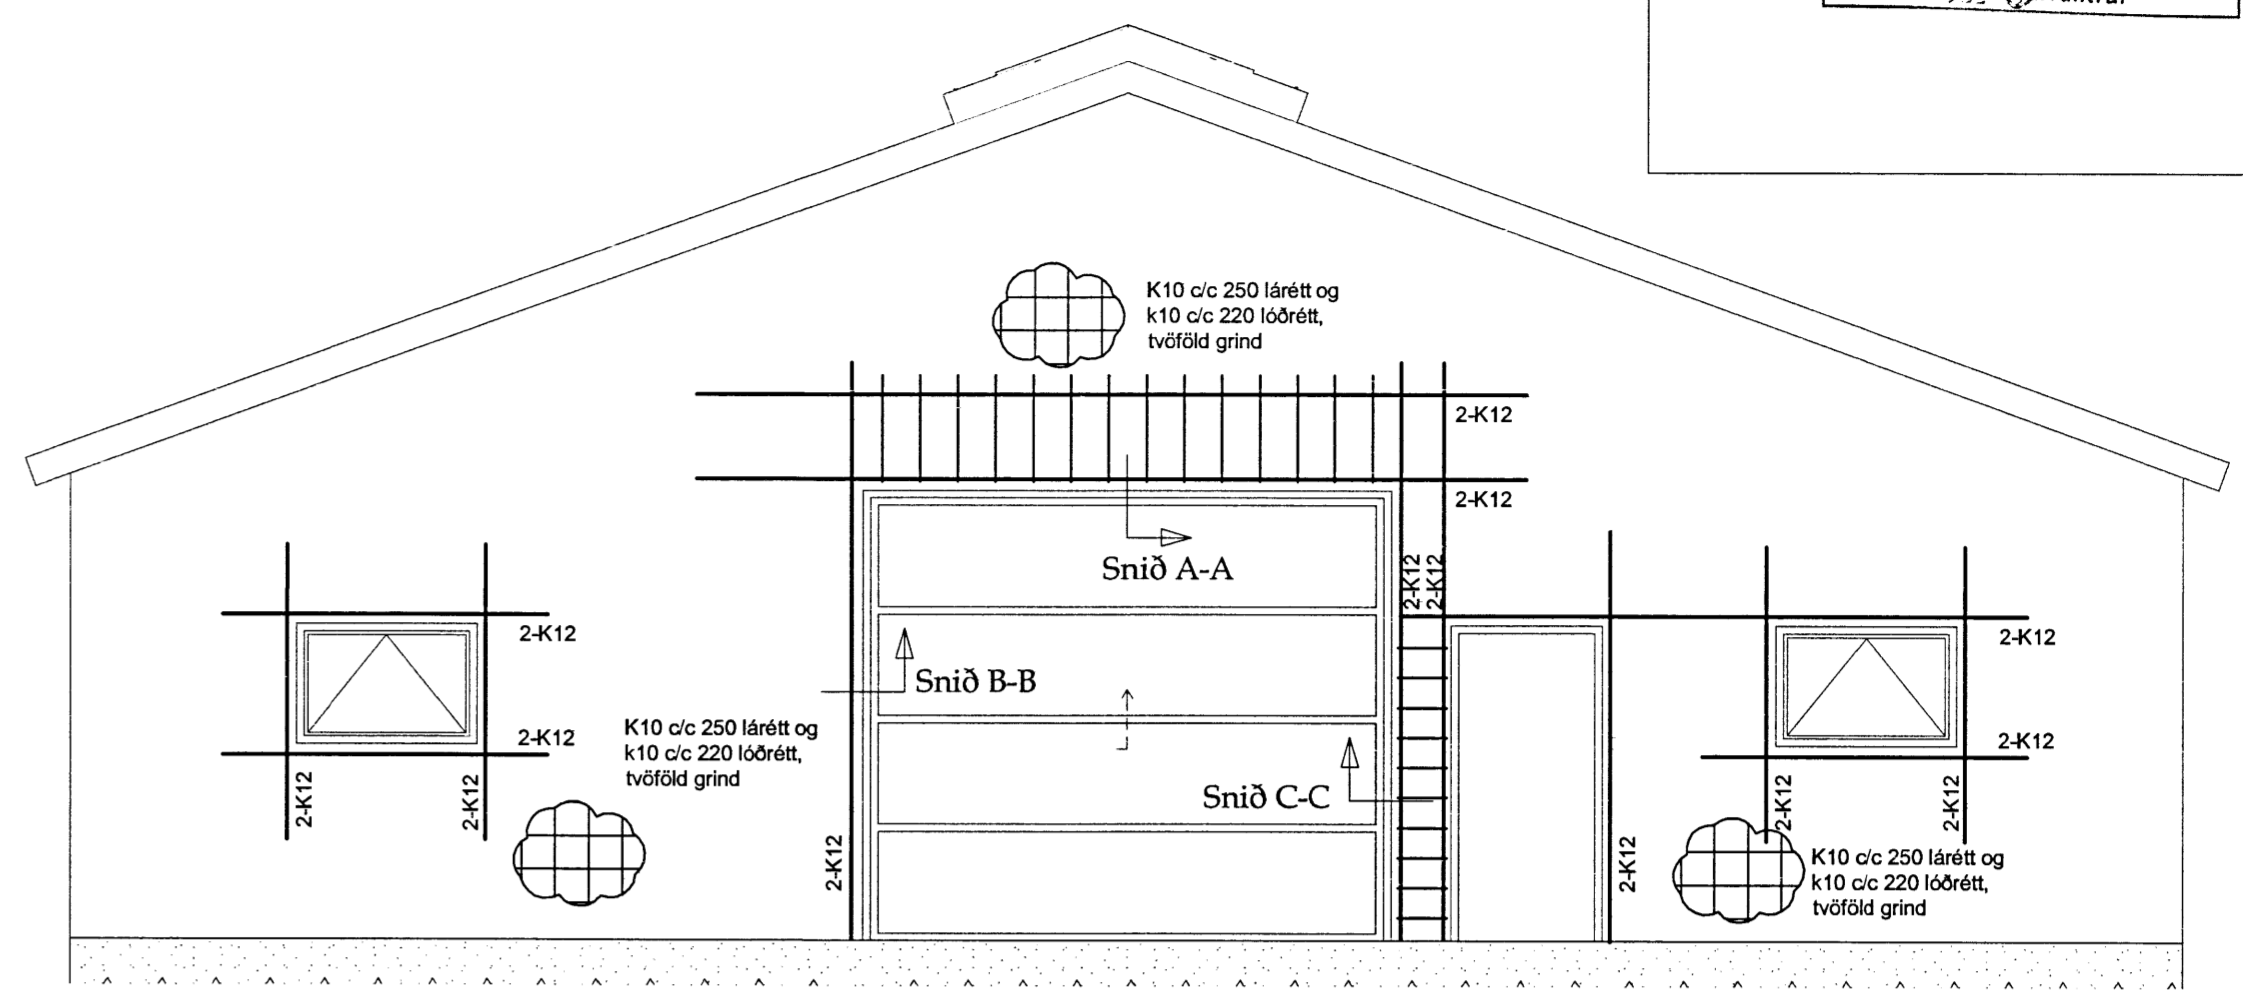 K10 c/c 250 lárétt og
k10 c/c 220 lóðrétt,
tvöföld grind
2-K12
2-K12
Snið A-A
2-K12
2-K12
2-K12
2-K12
Snið B-B
K10 c/c 250 lárétt og
k10 c/c 220 lóðrétt,
tvöföld grind
2-K12
2-K12
2-K12
2-K12
Snið C-C
2-K12
2-K12
2-K12
2-K12
K10 c/c 250 lárétt og
k10 c/c 220 lóðrétt,
tvöföld grind